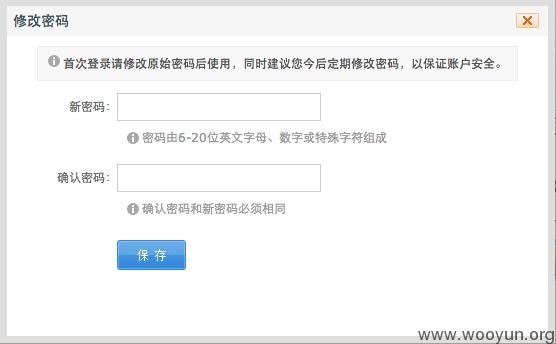 修改密码
首次登录请修改原始密码后使用，同时建议您今后定期修改密码，以保证账户安全。
新密码：
密码由6-20位英文字母、数字或特殊字符组成
确认密码：
确认密码和新密码必须相同
保 存
www.wooyun.org